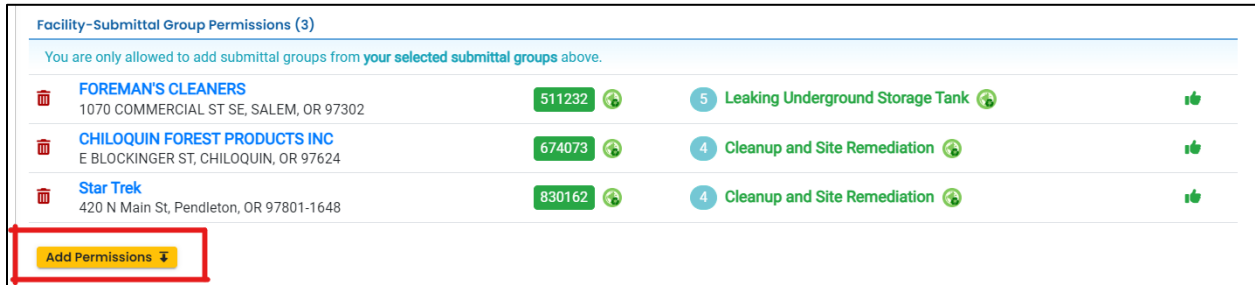 Facility-Submittal Group Permissions (3)
You are only allowed to add submittal groups from your selected submittal groups above.
FOREMAN'S CLEANERS
1070 COMMERCIAL ST SE, SALEM, OR 97302
511232
5 Leaking Underground Storage Tank
CHILOQUIN FOREST PRODUCTS INC
E BLOCKINGER ST, CHILOQUIN, OR 97624
674073
4 Cleanup and Site Remediation
Star Trek
420 N Main St, Pendleton, OR 97801-1648
830162
4 Cleanup and Site Remediation
Add Permissions